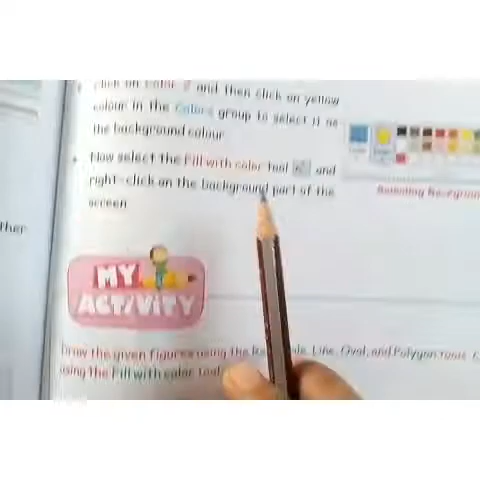 click on Color 2 and then click on yellow
colour in the Colors group to select it as
the background colour
Now select the Fill with color tool and
right-click on the background part of the
screen
ther
MY
ACTIVITY
Draw the given figures using the Line, Oval, and Polygon tools
using the Fill with color tool